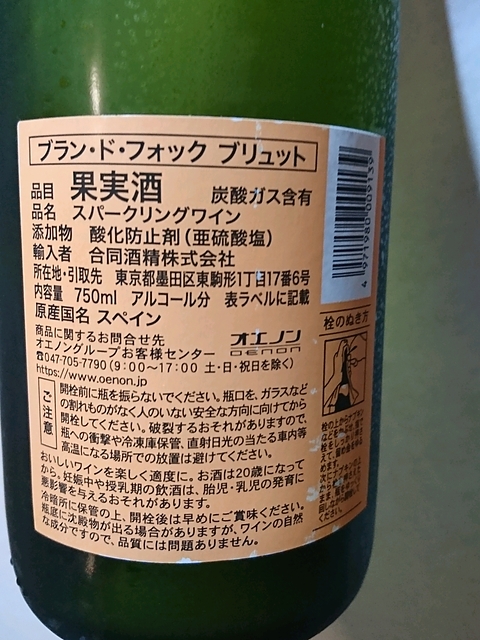 ブラン・ド・フォック ブリュット
品目 果実酒 炭酸ガス含有
品名 スパークリングワイン
添加物 酸化防止剤(亜硫酸塩)
輸入者 合同酒精株式会社
所在地・引取先 東京都墨田区東駒形1丁目17番6号
内容量 750ml アルコール分 表ラベルに記載
原産国名 スペイン
商品に関するお問合せ先
オエノングループお客様センター
オエノン
OENON
☎047-705-7790(9:00~17:00 土・日・祝日を除く)
https://www.oenon.jp
ご注意
開栓前に瓶を振らないでください。瓶口を、ガラスなど
の割れものがなく人のいない安全な方向に向けてから
開栓してください。破裂するおそれがありますので、
瓶への衝撃や冷凍庫保管、直射日光の当たる車内等
高温になる場所での放置は避けてください。
おいしいワインを楽しく適度に。お酒は20歳になって
から。妊娠中や授乳期の飲酒は、胎児・乳児の発育に
悪影響を与えるおそれがあります。
冷暗所に保管の上、開栓後は早めにご賞味ください。
瓶底に沈殿物が出る場合がありますが、ワインの自然
な成分ですので、品質には問題ありません。
4 971980 009139
栓のぬき方